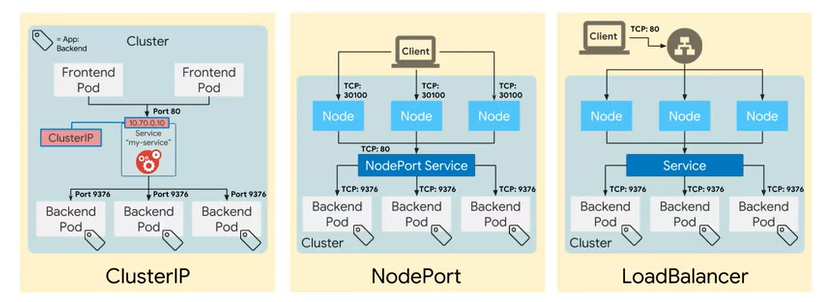 = App:
Backend
Cluster
Frontend
Pod
Frontend
Pod
Port 80
10.70.0.10
ClusterIP
Service
"my-service"
Port 9376
Port 9376
Port 9376
Backend
Pod
Backend
Pod
Backend
Pod
ClusterIP
Client
TCP:
30100
TCP:
30100
TCP:
30100
Node
Node
Node
TCP: 80
NodePort Service
TCP: 9376
TCP: 9376
TCP: 9376
Backend
Pod
Backend
Pod
Backend
Pod
Cluster
NodePort
Client
TCP: 80
Node
Node
Node
Service
TCP: 9376
TCP: 9376
TCP: 9376
Backend
Pod
Backend
Pod
Backend
Pod
Cluster
LoadBalancer